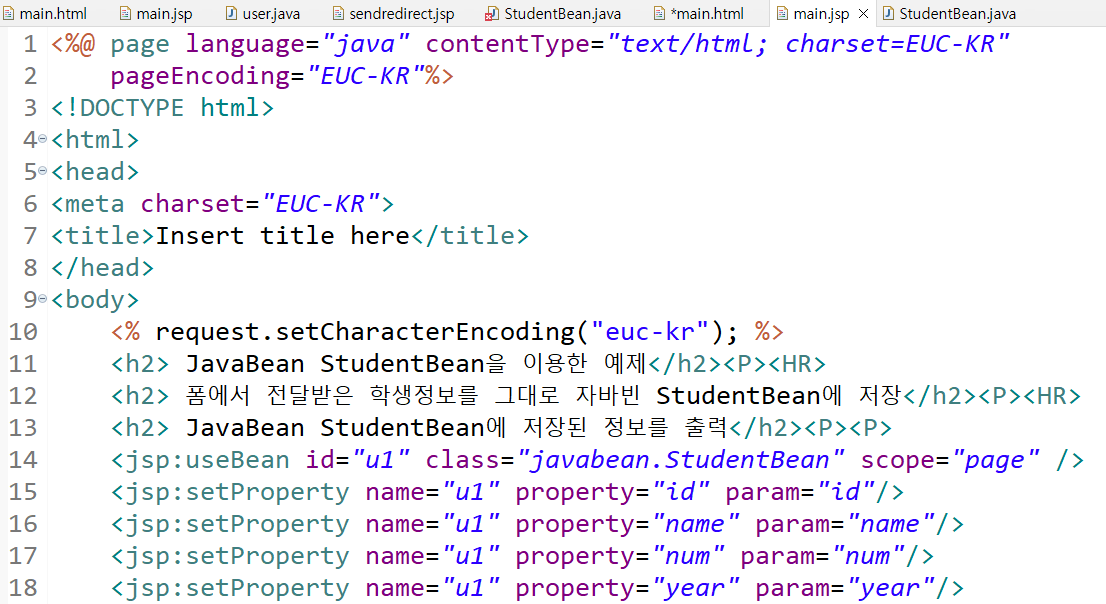 main.html main.jsp user.java sendredirect.jsp StudentBean.java *main.html main.jsp StudentBean.java
1 <%@ page language="java" contentType="text/html; charset=EUC-KR"
2 pageEncoding="EUC-KR"%>
3 <!DOCTYPE html>
4 <html>
5 <head>
6 <meta charset="EUC-KR">
7 <title>Insert title here</title>
8 </head>
9 <body>
10 <% request.setCharacterEncoding("euc-kr"); %>
11 <h2> JavaBean StudentBean을 이용한 예제</h2><P><HR>
12 <h2> 폼에서 전달받은 학생정보를 그대로 자바빈 StudentBean에 저장</h2><P><HR>
13 <h2> JavaBean StudentBean에 저장된 정보를 출력</h2><P><P>
14 <jsp:useBean id="u1" class="javabean.StudentBean" scope="page" />
15 <jsp:setProperty name="u1" property="id" param="id"/>
16 <jsp:setProperty name="u1" property="name" param="name"/>
17 <jsp:setProperty name="u1" property="num" param="num"/>
18 <jsp:setProperty name="u1" property="year" param="year"/>